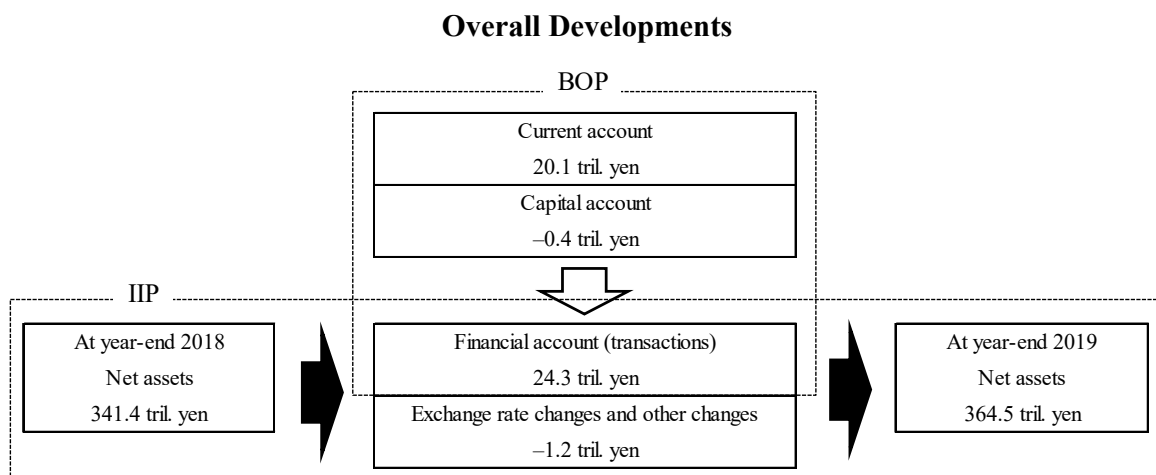 Overall Developments
BOP
Current account
20.1 tril. yen
Capital account
–0.4 tril. yen
IIP
At year-end 2018
Net assets
341.4 tril. yen
Financial account (transactions)
24.3 tril. yen
Exchange rate changes and other changes
–1.2 tril. yen
At year-end 2019
Net assets
364.5 tril. yen